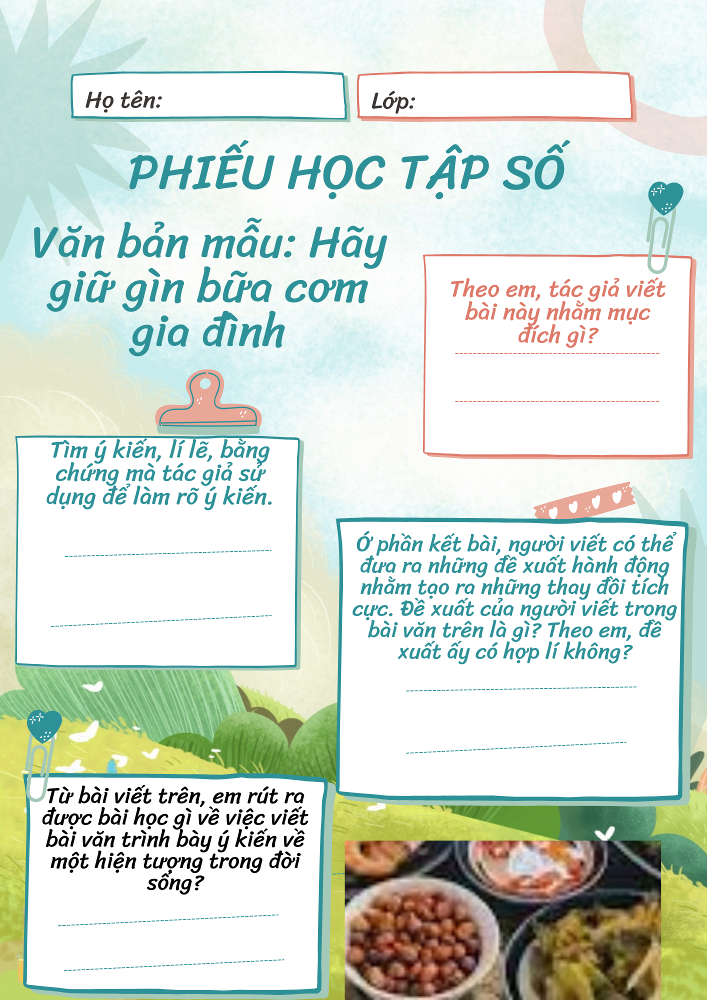 Họ tên:
Lớp:
PHIẾU HỌC TẬP SỐ
Văn bản mẫu: Hãy
giữ gìn bữa cơm
gia đình
Theo em, tác giả viết
bài này nhằm mục
đích gì?
Tìm ý kiến, lí lẽ, bằng
chứng mà tác giả sử
dụng để làm rõ ý kiến.
Ớ phần kết bài, người viết có thể
đưa ra những đề xuất hành động
nhằm tạo ra những thay đồi tích
cực. Đề xuất của người viết trong
bài văn trên là gì? Theo em, đề
xuất ấy có hợp lí không?
Từ bài viết trên, em rút ra
được bài học gì về việc viết
bài văn trình bày ý kiến về
một hiện tượng trong đời
sống?